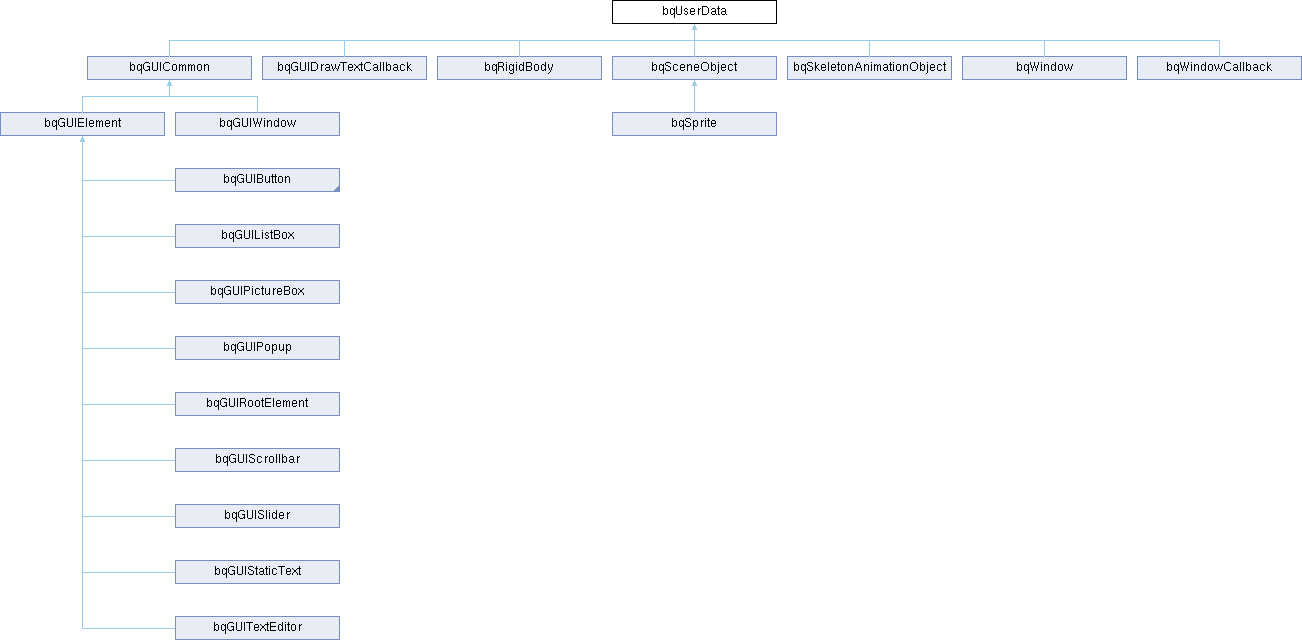 bqUserData
bqGUICommon
bqGUIDrawTextCallback
bqRigidBody
bqSceneObject
bqSkeletonAnimationObject
bqWindow
bqWindowCallback
bqGUIElement
bqGUIWindow
bqSprite
bqGUIButton
bqGUIListBox
bqGUIPictureBox
bqGUIPopup
bqGUIRootElement
bqGUIScrollbar
bqGUISlider
bqGUIStaticText
bqGUITextEditor